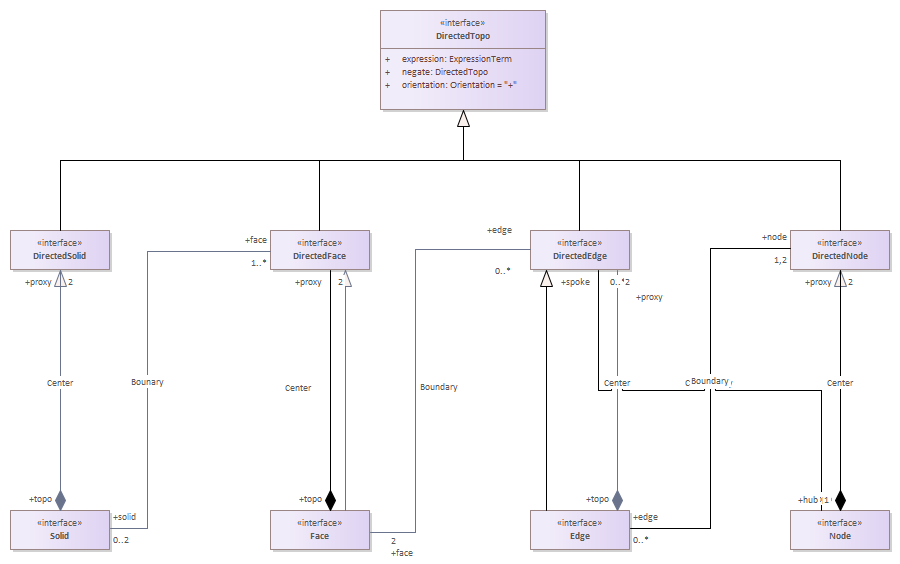 «interface»
DirectedTopo
+ expression: ExpressionTerm
+ negate: DirectedTopo
+ orientation: Orientation = "+"
«interface»
DirectedSolid
+face
1..*
«interface»
DirectedFace
+edge
0..*
«interface»
DirectedEdge
+node
1,2
«interface»
DirectedNode
+proxy 2
+proxy 2
+spoke 0..*2
+proxy
+proxy 2
Center
Bounary
Center
Boundary
Center
Boundary
Center
+topo
+topo
+topo
+hub 1
+solid
0..2
2
+face
+edge
0..*
«interface»
Solid
«interface»
Face
«interface»
Edge
«interface»
Node